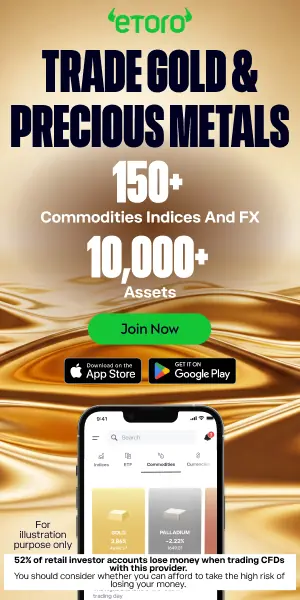 eToro
TRADE GOLD &
PRECIOUS METALS
150+
Commodities Indices And FX
10,000+
Assets
Join Now
Download on the
App Store
GET IT ON
Google Play
9:41
Search
Indices
ETF
Commodities
Currencies
GOLD
PALLADIUM
-2.22%
For
illustration
purpose only
52% of retail investor accounts lose money when trading CFDs
with this provider.
You should consider whether you can afford to take the high risk of
losing your money.
trading day